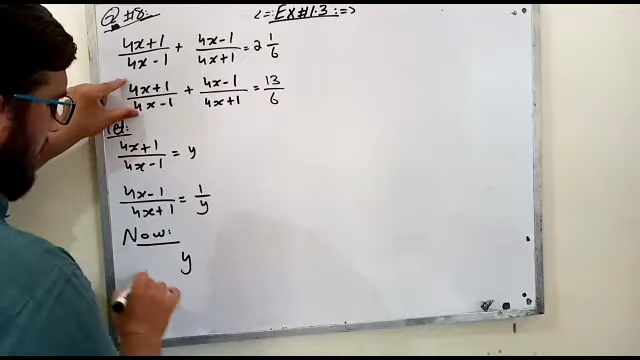 Q #8:
<= : Ex#1.3 : =>
4x+1/4x-1 + 4x-1/4x+1 = 2 1/6
4x+1/4x-1 + 4x-1/4x+1 = 13/6
let:
4x+1/4x-1 = y
4x-1/4x+1 = 1/y
Now:
y